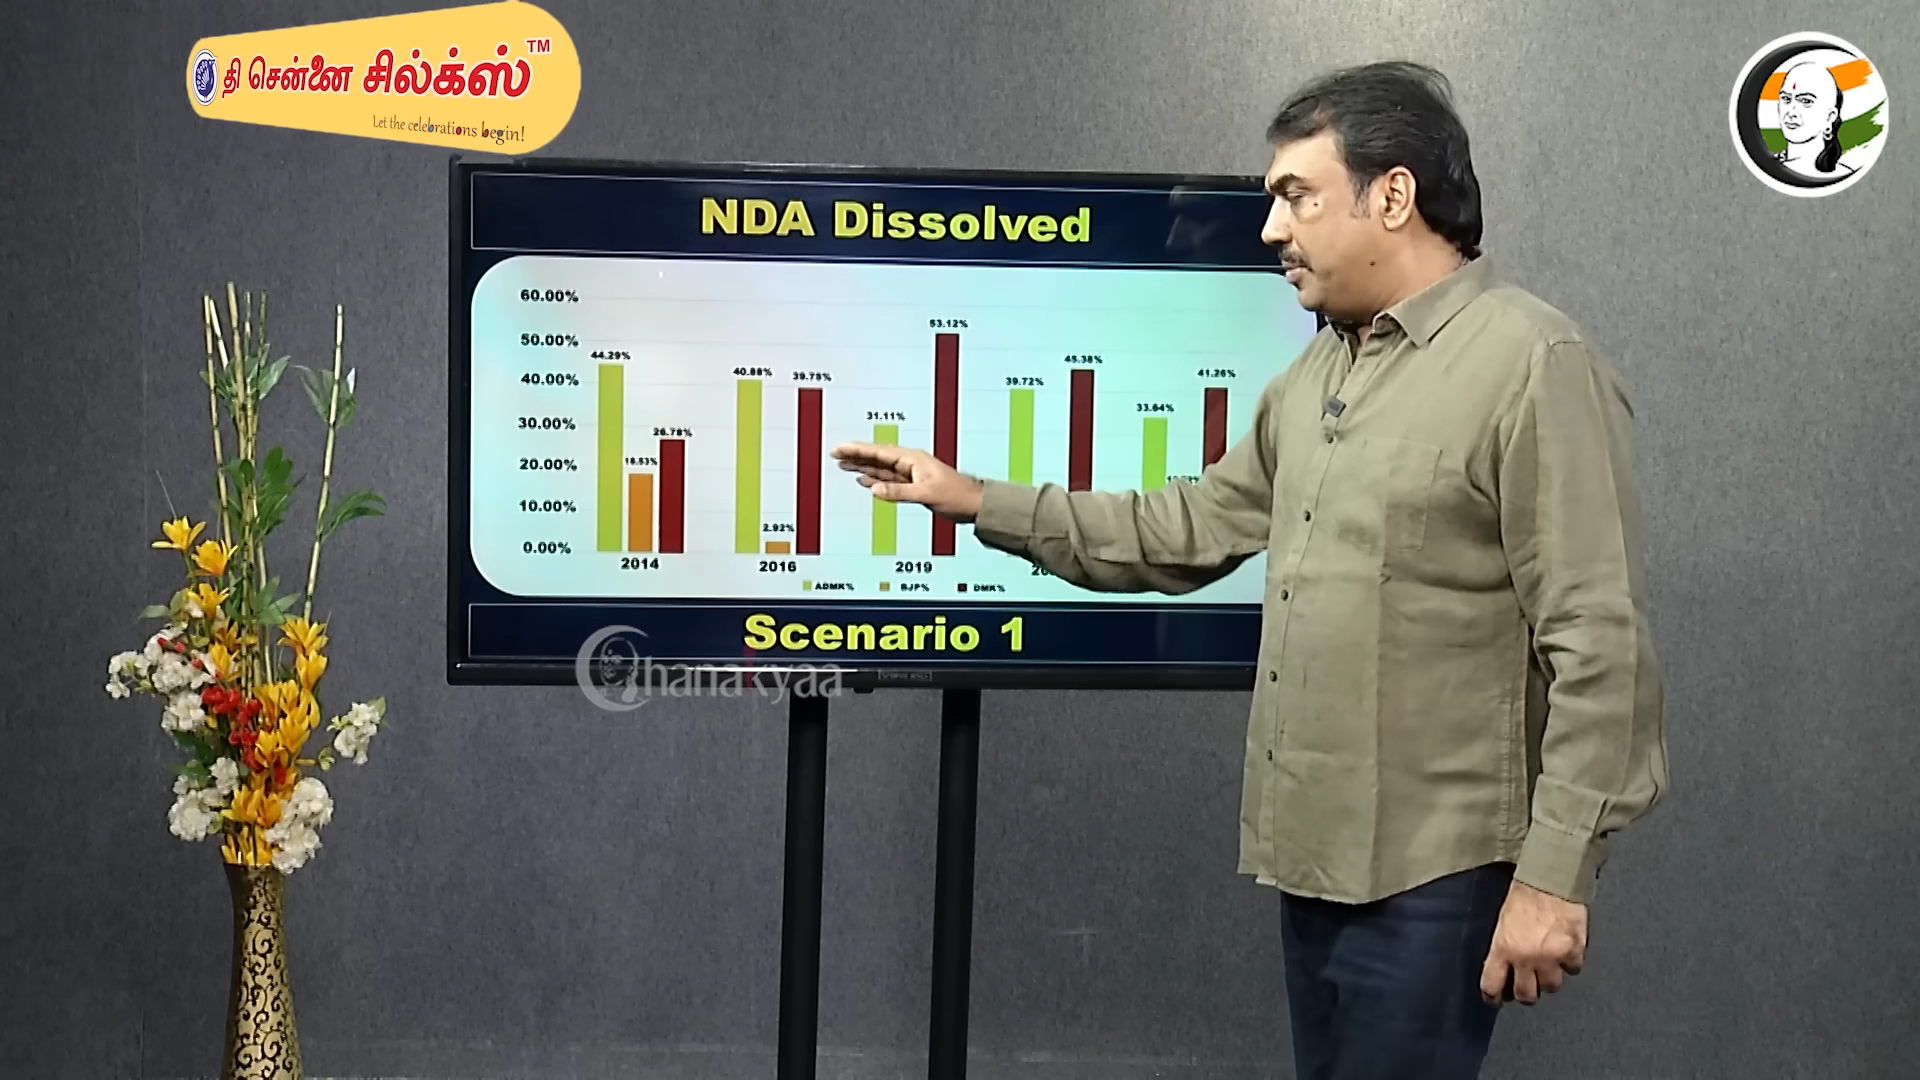 தி சென்னை சில்க்ஸ் TM
Let the celebrations begin!
NDA Dissolved
60.00%
50.00%
40.00%
30.00%
20.00%
10.00%
0.00%
44.29%
18.53%
26.78%
40.88%
2.92%
39.75%
31.11%
53.12%
39.72%
45.38%
33.64%
41.26%
2014
2016
2019
ADMK%
BJP%
DMK%
Scenario 1
Chanakyaa